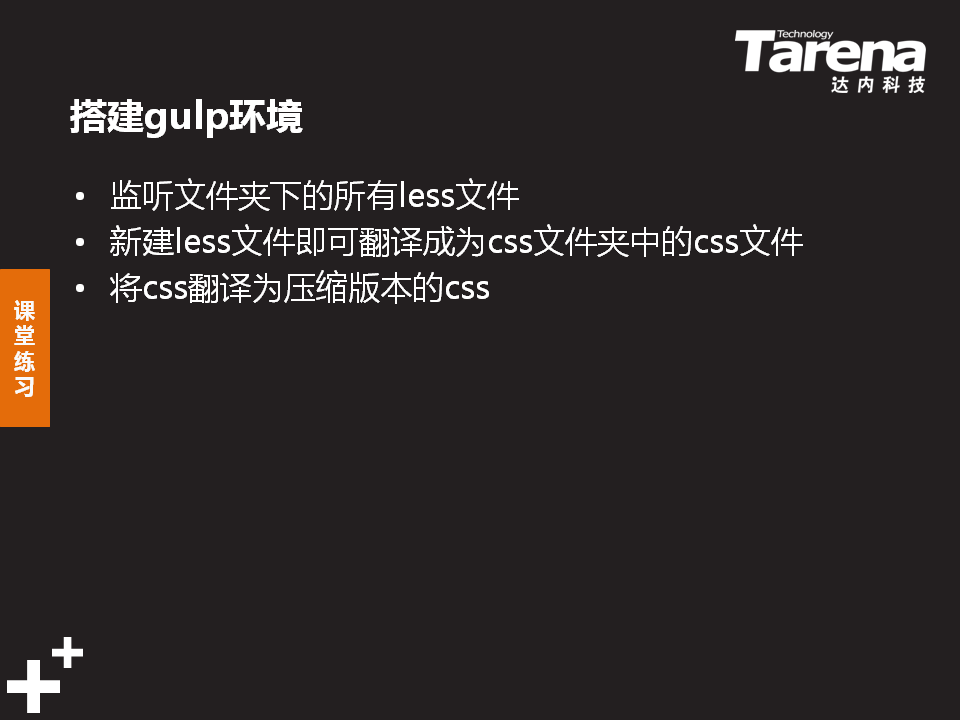 Technology
Tarena
达内科技
搭建gulp环境
• 监听文件夹下的所有less文件
• 新建less文件即可翻译成为css文件夹中的css文件
• 将css翻译为压缩版本的css
课
堂
练
习